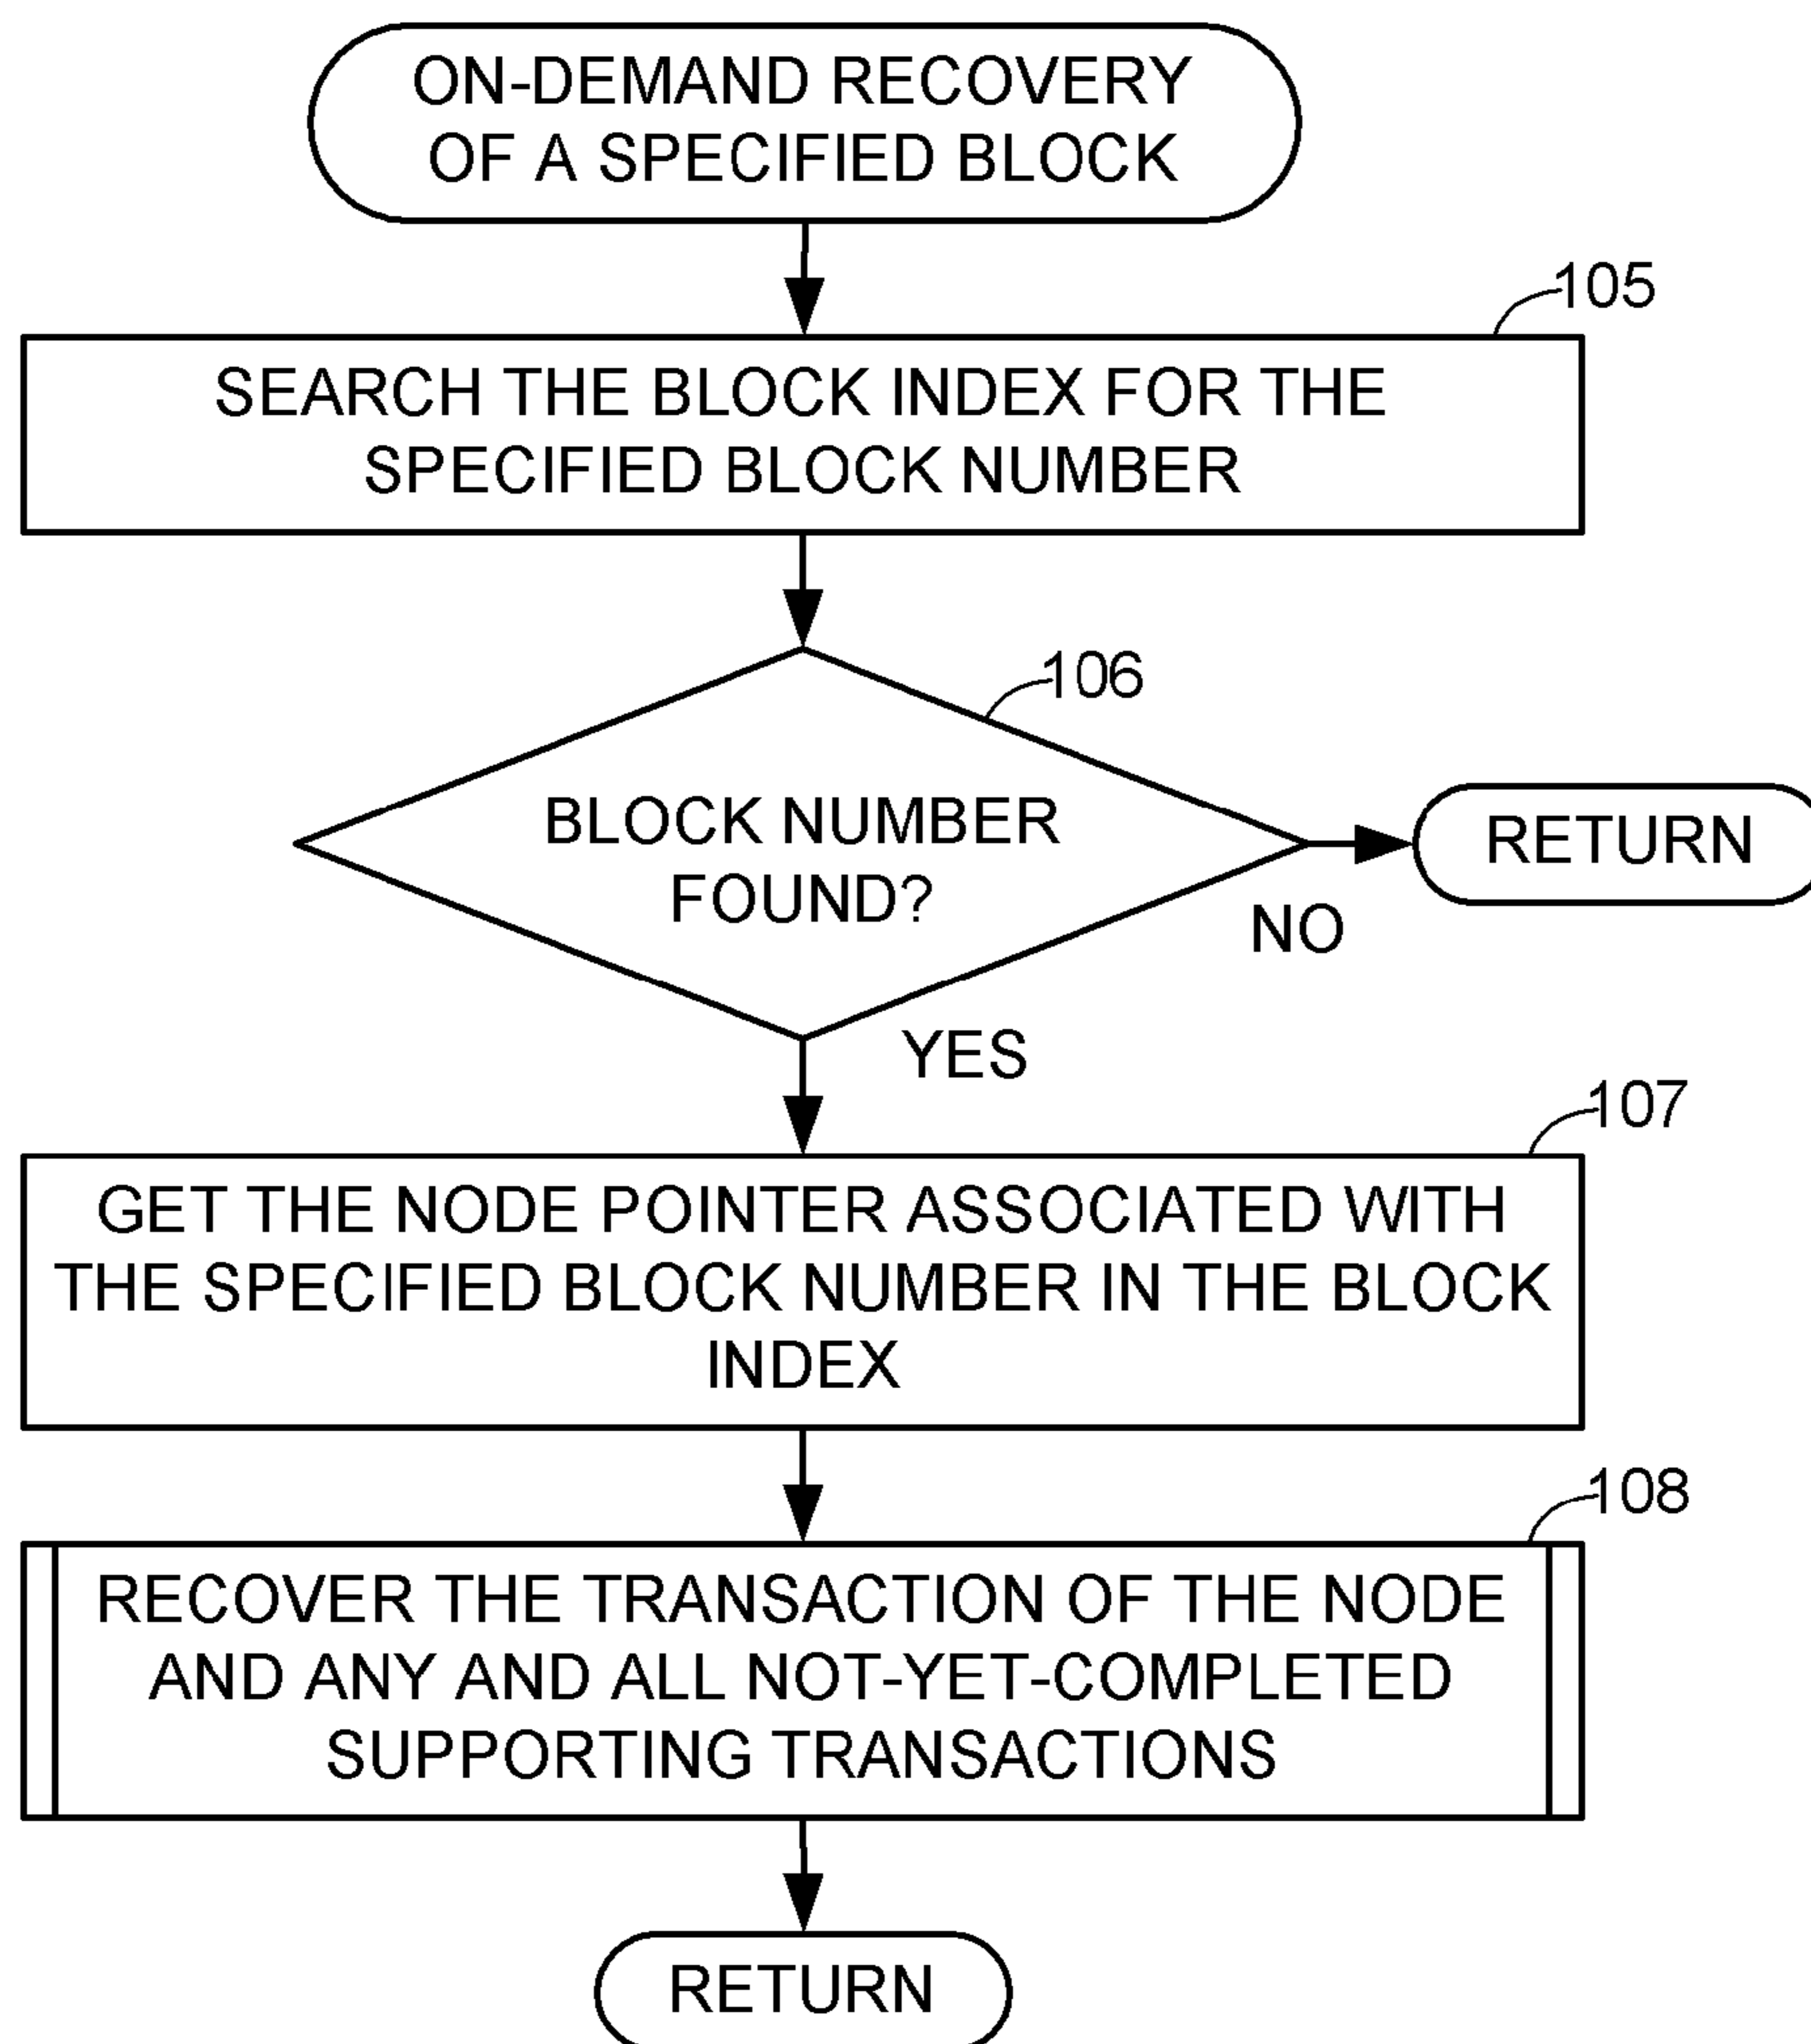 ON-DEMAND RECOVERY
OF A SPECIFIED BLOCK
105
SEARCH THE BLOCK INDEX FOR THE
SPECIFIED BLOCK NUMBER
106
BLOCK NUMBER
FOUND?
RETURN
NO
YES
107
GET THE NODE POINTER ASSOCIATED WITH
THE SPECIFIED BLOCK NUMBER IN THE BLOCK
INDEX
108
RECOVER THE TRANSACTION OF THE NODE
AND ANY AND ALL NOT-YET-COMPLETED
SUPPORTING TRANSACTIONS
RETURN